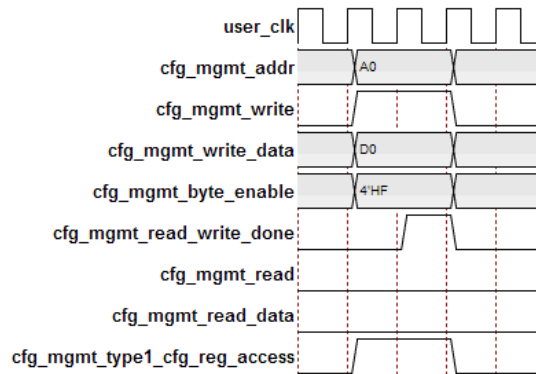 user_clk
cfg_mgmt_addr A0
cfg_mgmt_write
cfg_mgmt_write_data D0
cfg_mgmt_byte_enable 4'HF
cfg_mgmt_read_write_done
cfg_mgmt_read
cfg_mgmt_read_data
cfg_mgmt_type1_cfg_reg_access